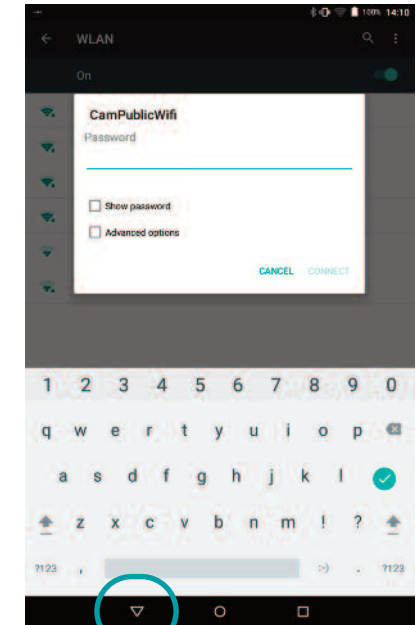 100% 14:10
WLAN
On
CamPublicWifi
Password
Show password
Advanced options
CANCEL CONNECT
1 2 3 4 5 6 7 8 9 0
q w e r t y u i o p
a s d f g h j k l
z x c v b n m ! ?
?123 , :-) . ?123